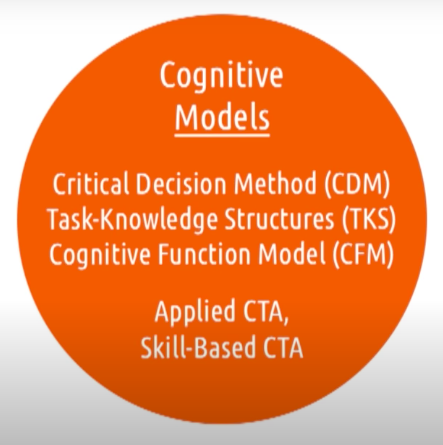 Cognitive
Models
Critical Decision Method (CDM)
Task-Knowledge Structures (TKS)
Cognitive Function Model (CFM)
Applied CTA,
Skill-Based CTA